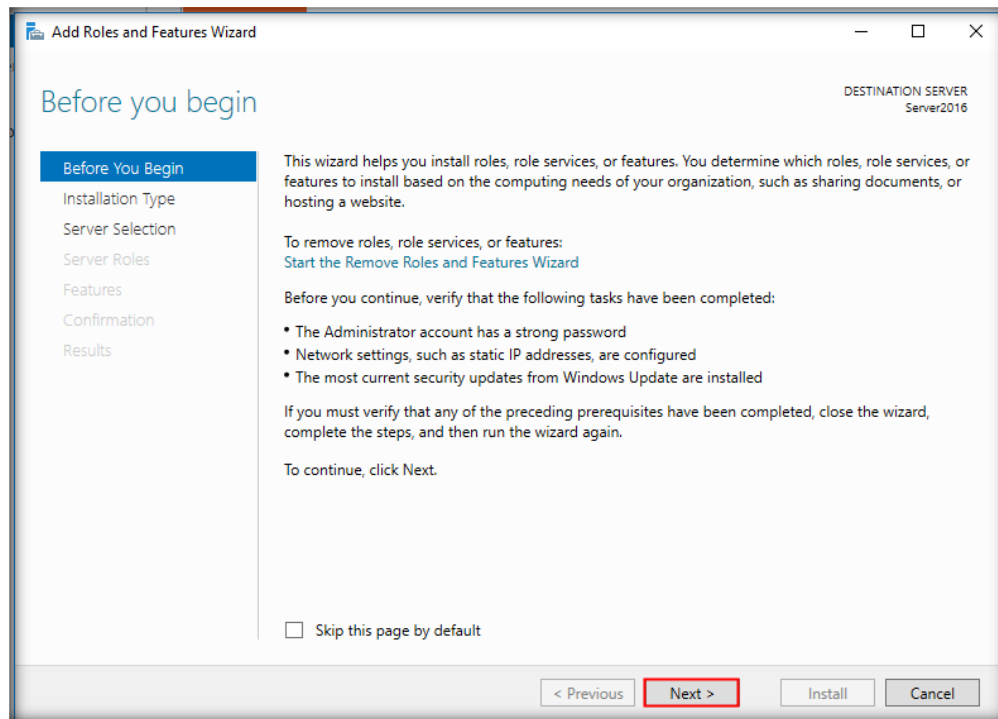 Add Roles and Features Wizard
Before you begin
DESTINATION SERVER
Server2016
Before You Begin
Installation Type
Server Selection
Server Roles
Features
Confirmation
Results
This wizard helps you install roles, role services, or features. You determine which roles, role services, or
features to install based on the computing needs of your organization, such as sharing documents, or
hosting a website.
To remove roles, role services, or features:
Start the Remove Roles and Features Wizard
Before you continue, verify that the following tasks have been completed:
• The Administrator account has a strong password
• Network settings, such as static IP addresses, are configured
• The most current security updates from Windows Update are installed
If you must verify that any of the preceding prerequisites have been completed, close the wizard,
complete the steps, and then run the wizard again.
To continue, click Next.
Skip this page by default
< Previous
Next >
Install
Cancel